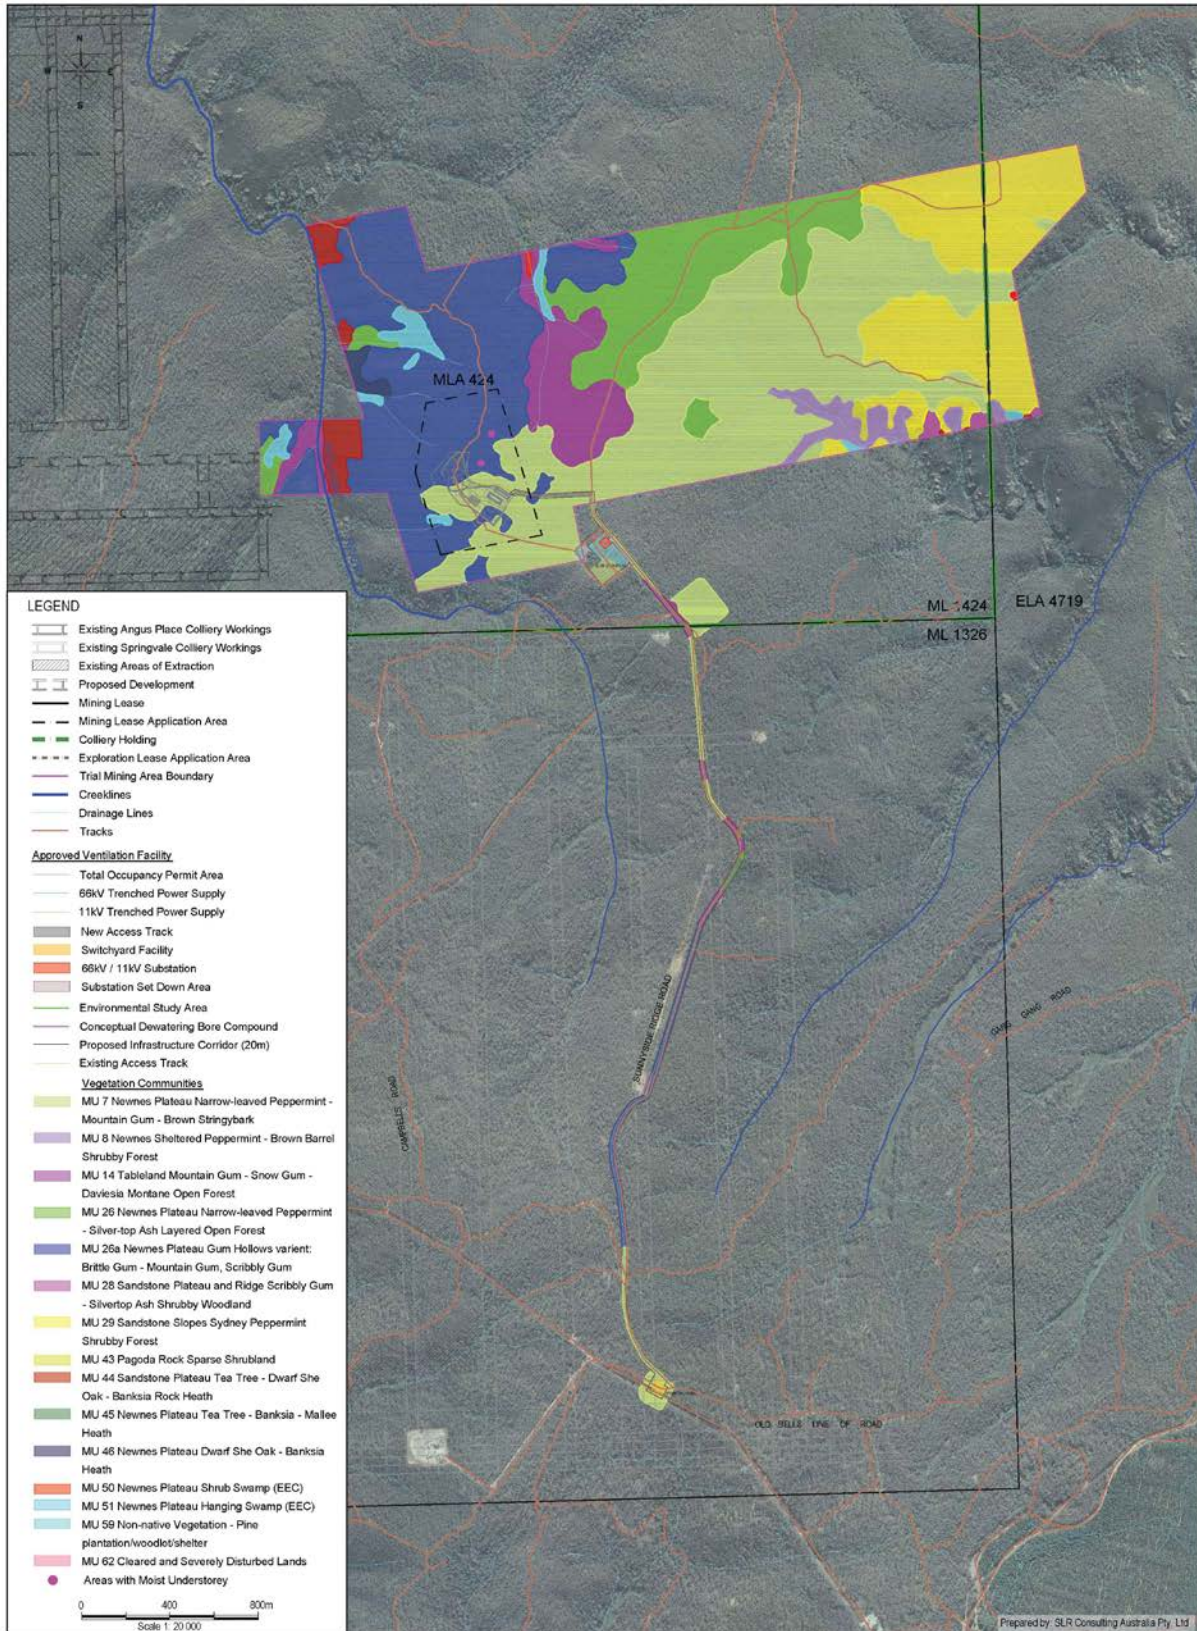 N
S
MLA 424
ML 1424
ELA 4719
ML 1326
SUNNYSIDE RIDGE ROAD
CAMPBELLS ROAD
GANG GANG ROAD
OLD BELLS LINE OF ROAD
LEGEND
Existing Angus Place Colliery Workings
Existing Springvale Colliery Workings
Existing Areas of Extraction
Proposed Development
Mining Lease
Mining Lease Application Area
Colliery Holding
Exploration Lease Application Area
Trial Mining Area Boundary
Creeklines
Drainage Lines
Tracks
Approved Ventilation Facility
Total Occupancy Permit Area
66kV Trenched Power Supply
11kV Trenched Power Supply
New Access Track
Switchyard Facility
66kV / 11kV Substation
Substation Set Down Area
Environmental Study Area
Conceptual Dewatering Bore Compound
Proposed Infrastructure Corridor (20m)
Existing Access Track
Vegetation Communities
MU 7 Newnes Plateau Narrow-leaved Peppermint -
Mountain Gum - Brown Stringybark
MU 8 Newnes Sheltered Peppermint - Brown Barrel
Shrubby Forest
MU 14 Tableland Mountain Gum - Snow Gum -
Daviesia Montane Open Forest
MU 26 Newnes Plateau Narrow-leaved Peppermint
- Silver-top Ash Layered Open Forest
MU 26a Newnes Plateau Gum Hollows varient:
Brittle Gum - Mountain Gum, Scribbly Gum
MU 28 Sandstone Plateau and Ridge Scribbly Gum
- Silvertop Ash Shrubby Woodland
MU 29 Sandstone Slopes Sydney Peppermint
Shrubby Forest
MU 43 Pagoda Rock Sparse Shrubland
MU 44 Sandstone Plateau Tea Tree - Dwarf She
Oak - Banksia Rock Heath
MU 45 Newnes Plateau Tea Tree - Banksia - Mallee
Heath
MU 46 Newnes Plateau Dwarf She Oak - Banksia
Heath
MU 50 Newnes Plateau Shrub Swamp (EEC)
MU 51 Newnes Plateau Hanging Swamp (EEC)
MU 59 Non-native Vegetation - Pine
plantation/woodlot/shelter
MU 62 Cleared and Severely Disturbed Lands
Areas with Moist Understorey
0 400 800m
Scale 1: 20 000
Prepared by: SLR Consulting Australia Pty. Ltd